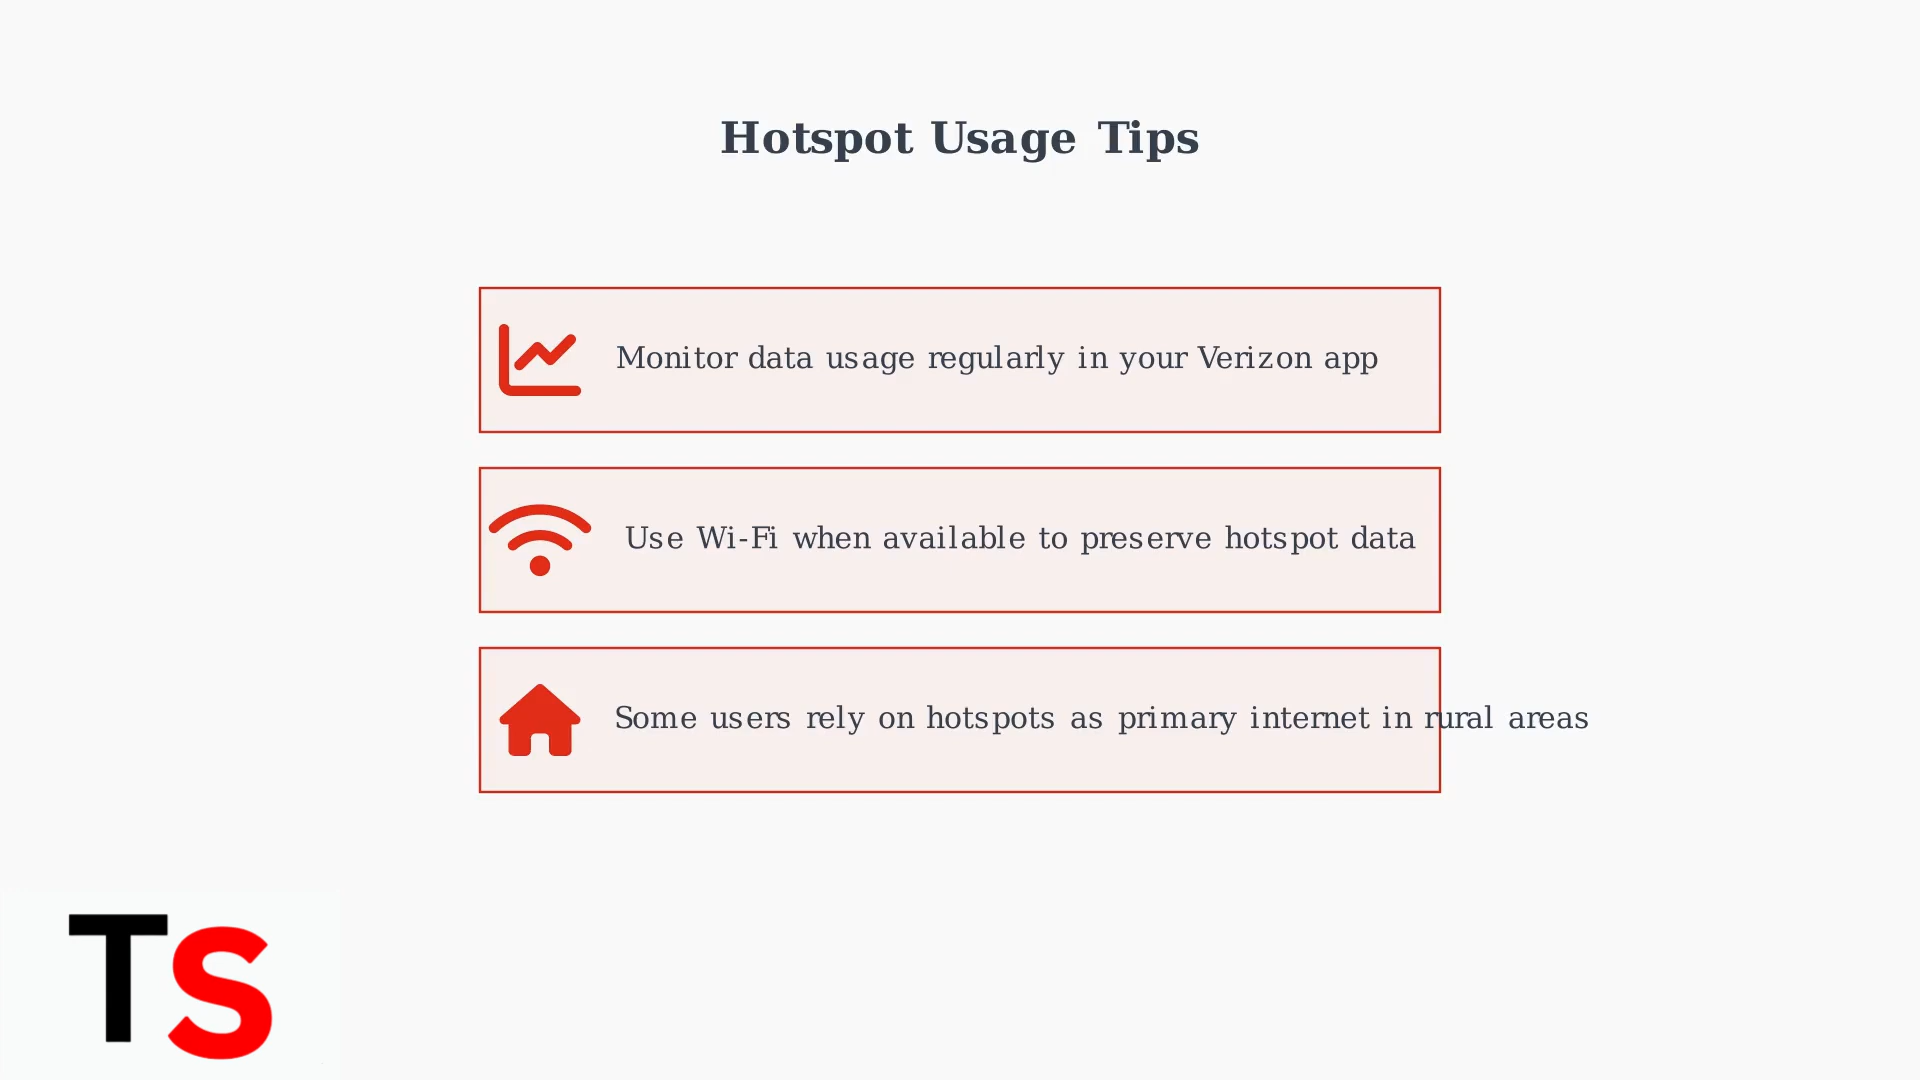 Hotspot Usage Tips
Monitor data usage regularly in your Verizon app
Use Wi-Fi when available to preserve hotspot data
Some users rely on hotspots as primary internet in rural areas
TS